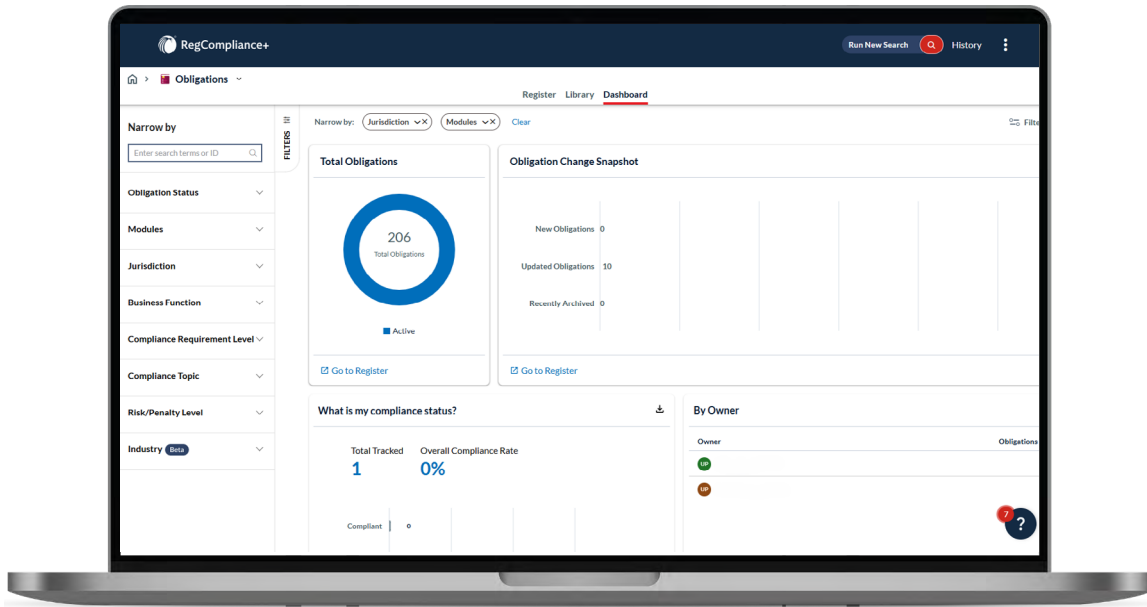 RegCompliance+
Run New Search
History
Obligations
Register Library Dashboard
Narrow by
Enter search terms or ID
Obligation Status
Modules
Jurisdiction
Business Function
Compliance Requirement Level
Compliance Topic
Risk/Penalty Level
Industry Beta
FILTERS
Narrow by: Jurisdiction Modules Clear
Total Obligations
206
Total Obligations
Active
Go to Register
Obligation Change Snapshot
New Obligations 0
Updated Obligations 10
Recently Archived 0
Go to Register
What is my compliance status?
Total Tracked Overall Compliance Rate
1 0%
Compliant 0
By Owner
Owner Obligations
UP
UP
7
?